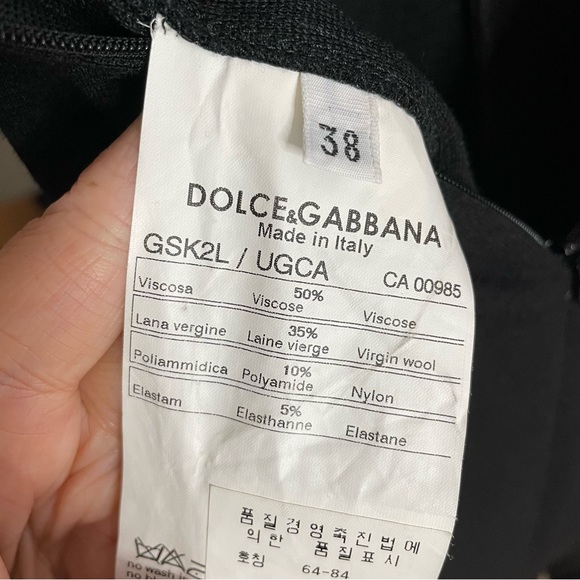 38
DOLCE&GABBANA
Made in Italy
GSK2L / UGCA CA 00985
50%
Viscosa Viscose Viscose
35%
Lana vergine Laine vierge Virgin wool
10%
Poliammidica Polyamide Nylon
5%
Elastam Elasthanne Elastane
품질경영촉진법에
의한 품질표시
호칭 64-84
no wash